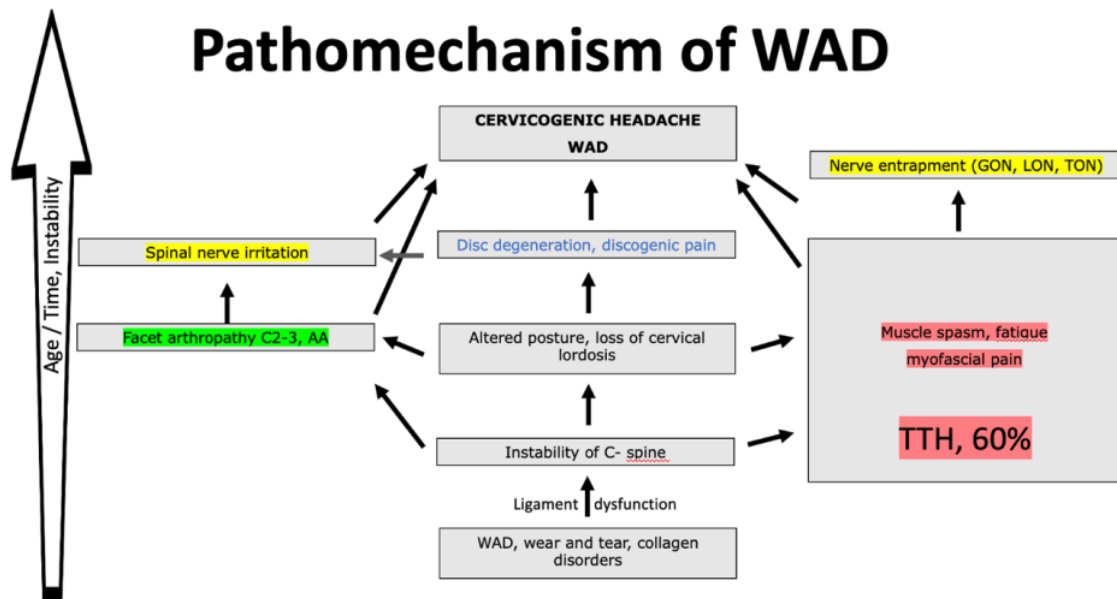 Pathomechanism of WAD
Age / Time, Instability
CERVICOGENIC HEADACHE
WAD
Nerve entrapment (GON, LON, TON)
Spinal nerve irritation
Disc degeneration, discogenic pain
Facet arthropathy C2-3, AA
Altered posture, loss of cervical
lordosis
Muscle spasm, fatique
myofascial pain
TTH, 60%
Instability of C- spine
Ligament dysfunction
WAD, wear and tear, collagen
disorders